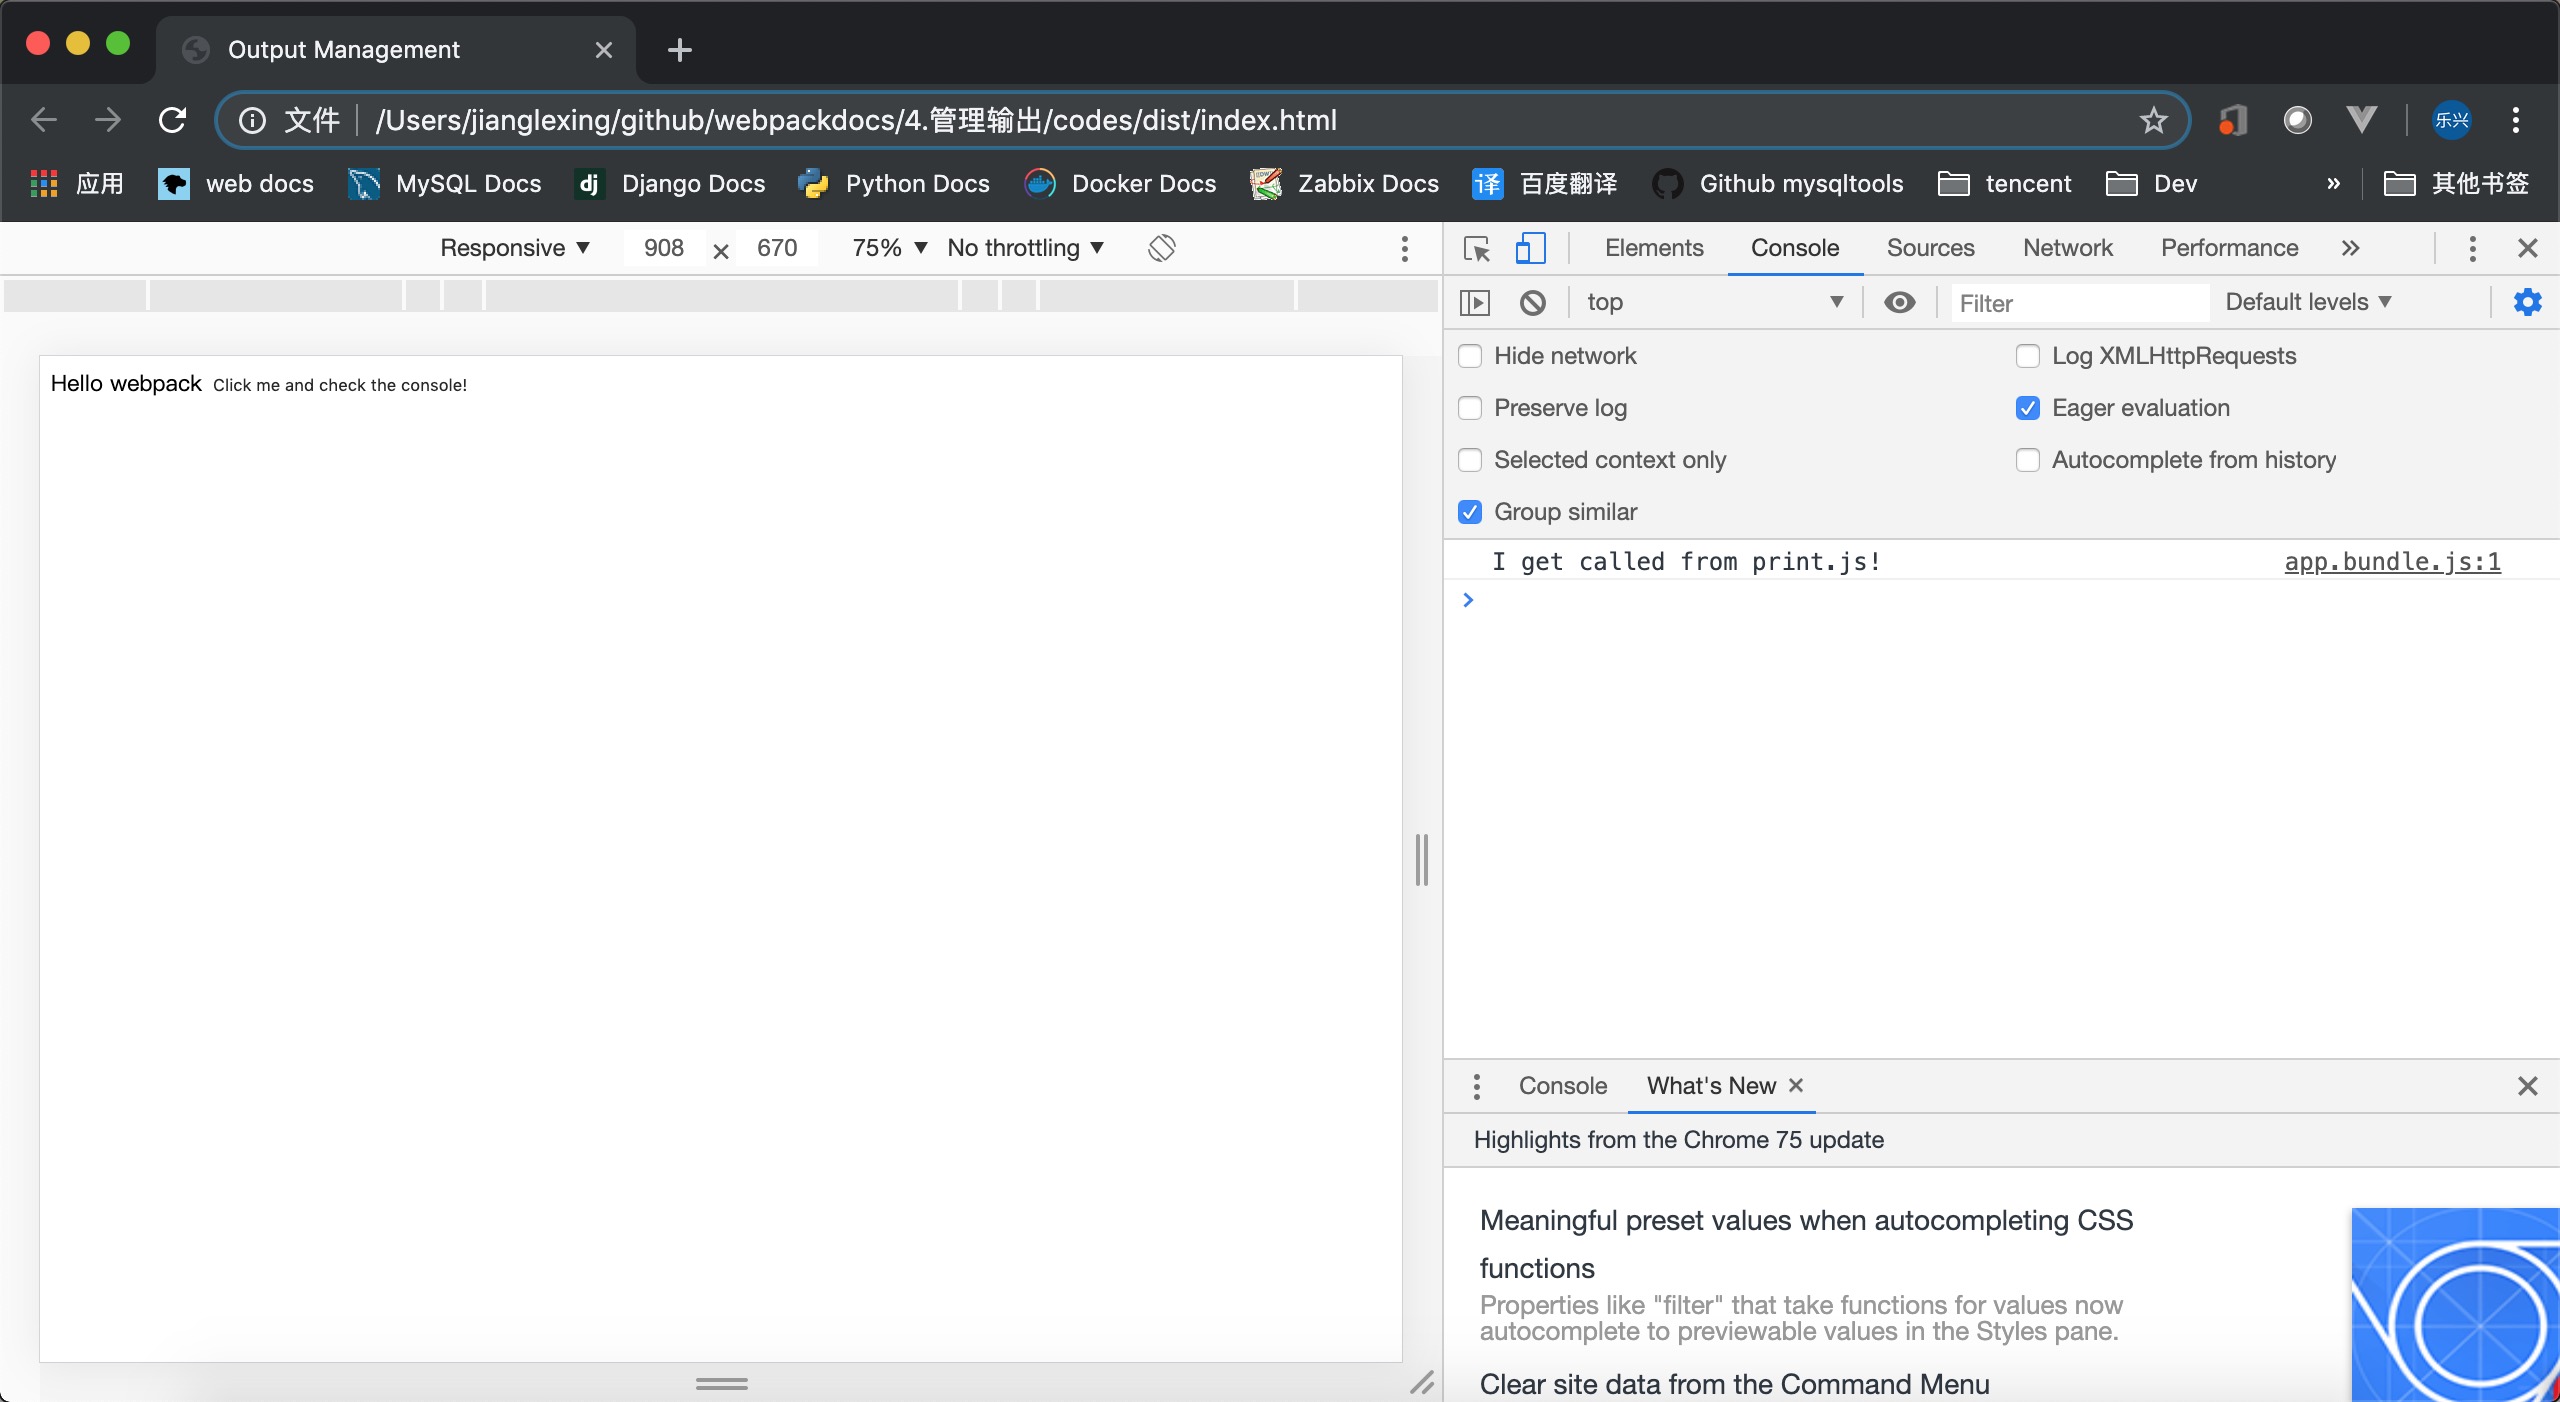 Output Management
文件 /Users/jianglexing/github/webpackdocs/4.管理输出/codes/dist/index.html
乐兴
应用 web docs MySQL Docs dj Django Docs Python Docs Docker Docs Zabbix Docs 译 百度翻译 Github mysqltools tencent Dev » 其他书签
Responsive ▼ 908 × 670 75% ▼ No throttling ▼
Hello webpack Click me and check the console!
Elements Console Sources Network Performance »
top ▼ Filter Default levels ▼
Hide network Log XMLHttpRequests
Preserve log Eager evaluation
Selected context only Autocomplete from history
Group similar
I get called from print.js! app.bundle.js:1
Console What's New
Highlights from the Chrome 75 update
Meaningful preset values when autocompleting CSS
functions
Properties like "filter" that take functions for values now
autocomplete to previewable values in the Styles pane.
Clear site data from the Command Menu